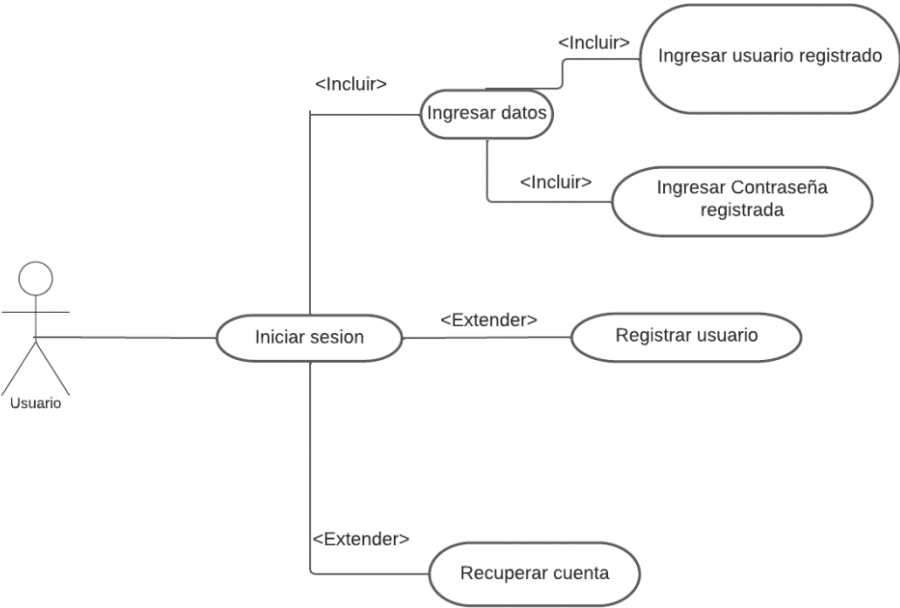 <Incluir>
Ingresar usuario registrado
<Incluir>
Ingresar datos
<Incluir>
Ingresar Contraseña
registrada
<Extender>
Iniciar sesion
Registrar usuario
Usuario
<Extender>
Recuperar cuenta